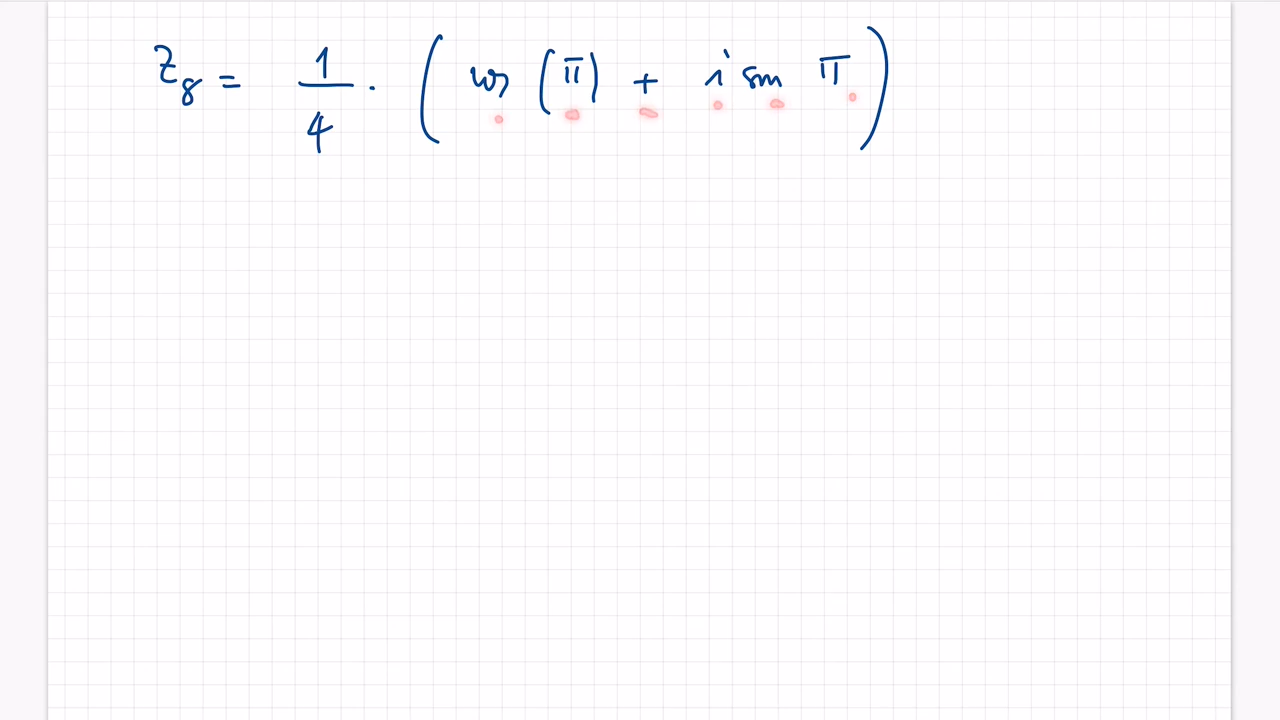 z₈ = 1/4 · ( cos (π) + i sin π )